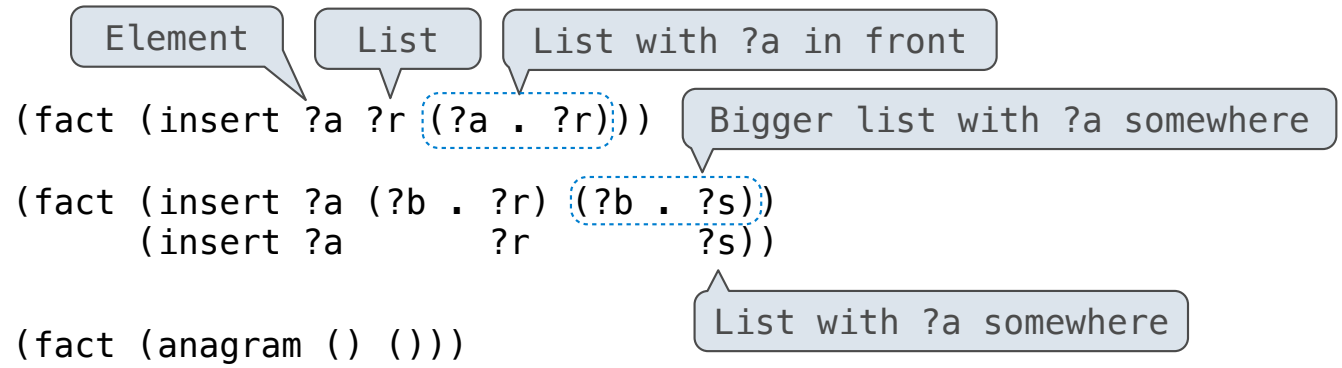 Element List List with ?a in front
(fact (insert ?a ?r (?a . ?r)))
Bigger list with ?a somewhere
(fact (insert ?a (?b . ?r) (?b . ?s))
(insert ?a ?r ?s))
List with ?a somewhere
(fact (anagram () ()))